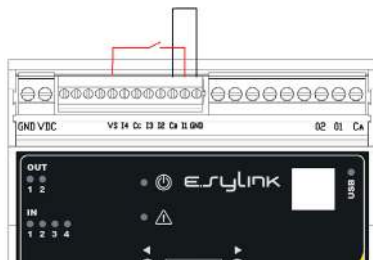 GND VDC VS I4 Cc I3 I2 Ca I1 GND O2 O1 CA
OUT
1 2
E.sylink
USB
IN
1 2 3 4